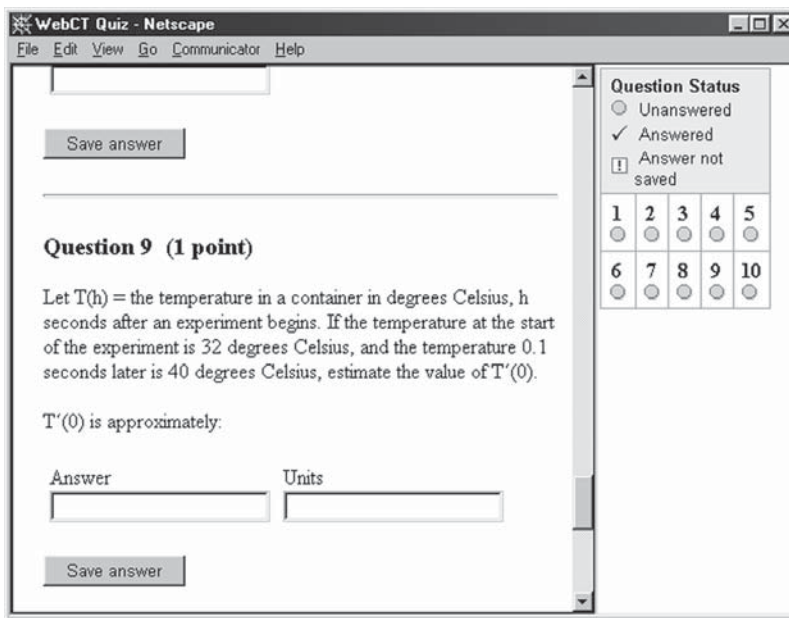 WebCT Quiz - Netscape
File Edit View Go Communicator Help
Save answer
Question 9 (1 point)
Let T(h) = the temperature in a container in degrees Celsius, h
seconds after an experiment begins. If the temperature at the start
of the experiment is 32 degrees Celsius, and the temperature 0.1
seconds later is 40 degrees Celsius, estimate the value of T´(0).
T´(0) is approximately:
Answer Units
Save answer
Question Status
Unanswered
Answered
Answer not
saved
1 2 3 4 5
6 7 8 9 10